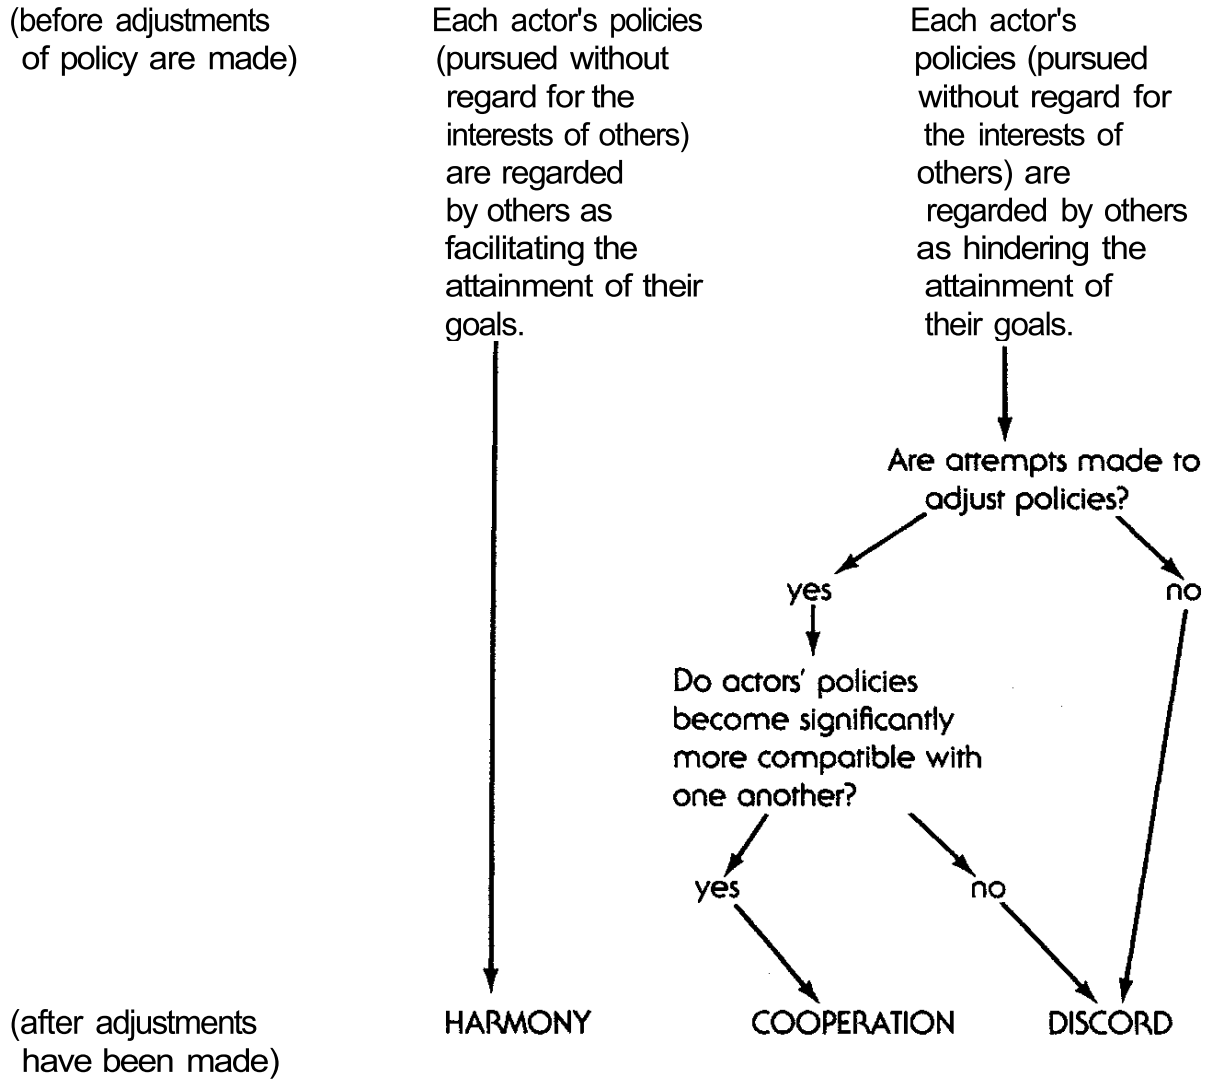 (before adjustments
of policy are made)
Each actor's policies
(pursued without
regard for the
interests of others)
are regarded
by others as
facilitating the
attainment of their
goals.
Each actor's
policies (pursued
without regard for
the interests of
others) are
regarded by others
as hindering the
attainment of
their goals.
Are attempts made to
adjust policies?
yes
no
Do actors' policies
become significantly
more compatible with
one another?
yes
no
(after adjustments
have been made)
HARMONY
COOPERATION
DISCORD